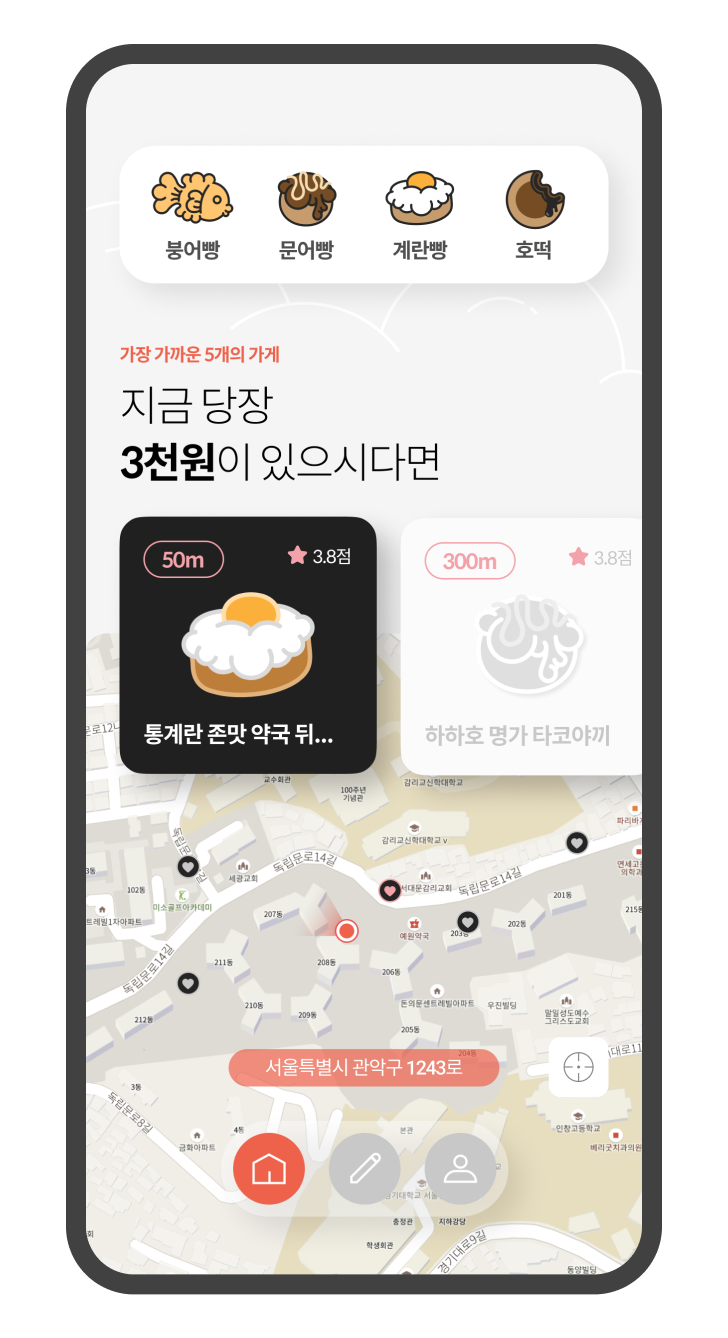 붕어빵
문어빵
계란빵
호떡
가장 가까운 5개의 가게
지금 당장
3천원이 있으시다면
50m
3.8점
통계란 존맛 약국 뒤...
300m
3.8점
하하호 명가 타코야끼
교수회관
100주년
기념관
감리교신학대학교
감리교신학대학교
파리바
연세고
의학과
세광교회
독립문로14길
서대문감리교회
독립문로14길
102동
미소골프아카데미
트레빌1차아파트
207동
예원약국
203동
202동
201동
215동
독립문로14길
211동
208동
206동
돈의문센트레빌아파트
우진빌딩
말일성도예수
그리스도교회
212동
210동
209동
205동
204동
서울특별시 관악구 1243로
3동
독립문로8길
4동
금화아파트
본관
인창고등학교
베리굿치과의원
경기대학교 서울
충정관
지하강당
학생회관
경기대로9길
동양빌딩